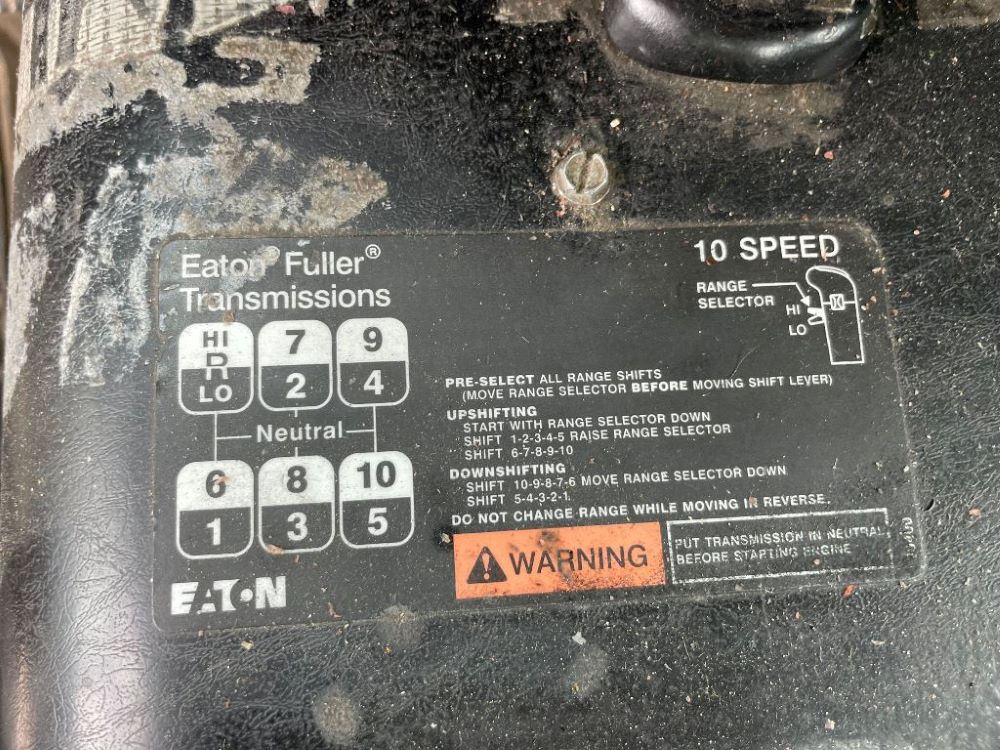 Eaton® Fuller®
Transmissions
10 SPEED
RANGE
SELECTOR
HI
LO
HI 7 9
R
LO 2 4
Neutral
6 8 10
1 3 5
PRE-SELECT ALL RANGE SHIFTS
(MOVE RANGE SELECTOR BEFORE MOVING SHIFT LEVER)
UPSHIFTING
START WITH RANGE SELECTOR DOWN
SHIFT 1-2-3-4-5 RAISE RANGE SELECTOR
SHIFT 6-7-8-9-10
DOWNSHIFTING
SHIFT 10-9-8-7-6 MOVE RANGE SELECTOR DOWN
SHIFT 5-4-3-2-1.
DO NOT CHANGE RANGE WHILE MOVING IN REVERSE.
WARNING
PUT TRANSMISSION IN NEUTRAL
BEFORE STARTING ENGINE
EATON